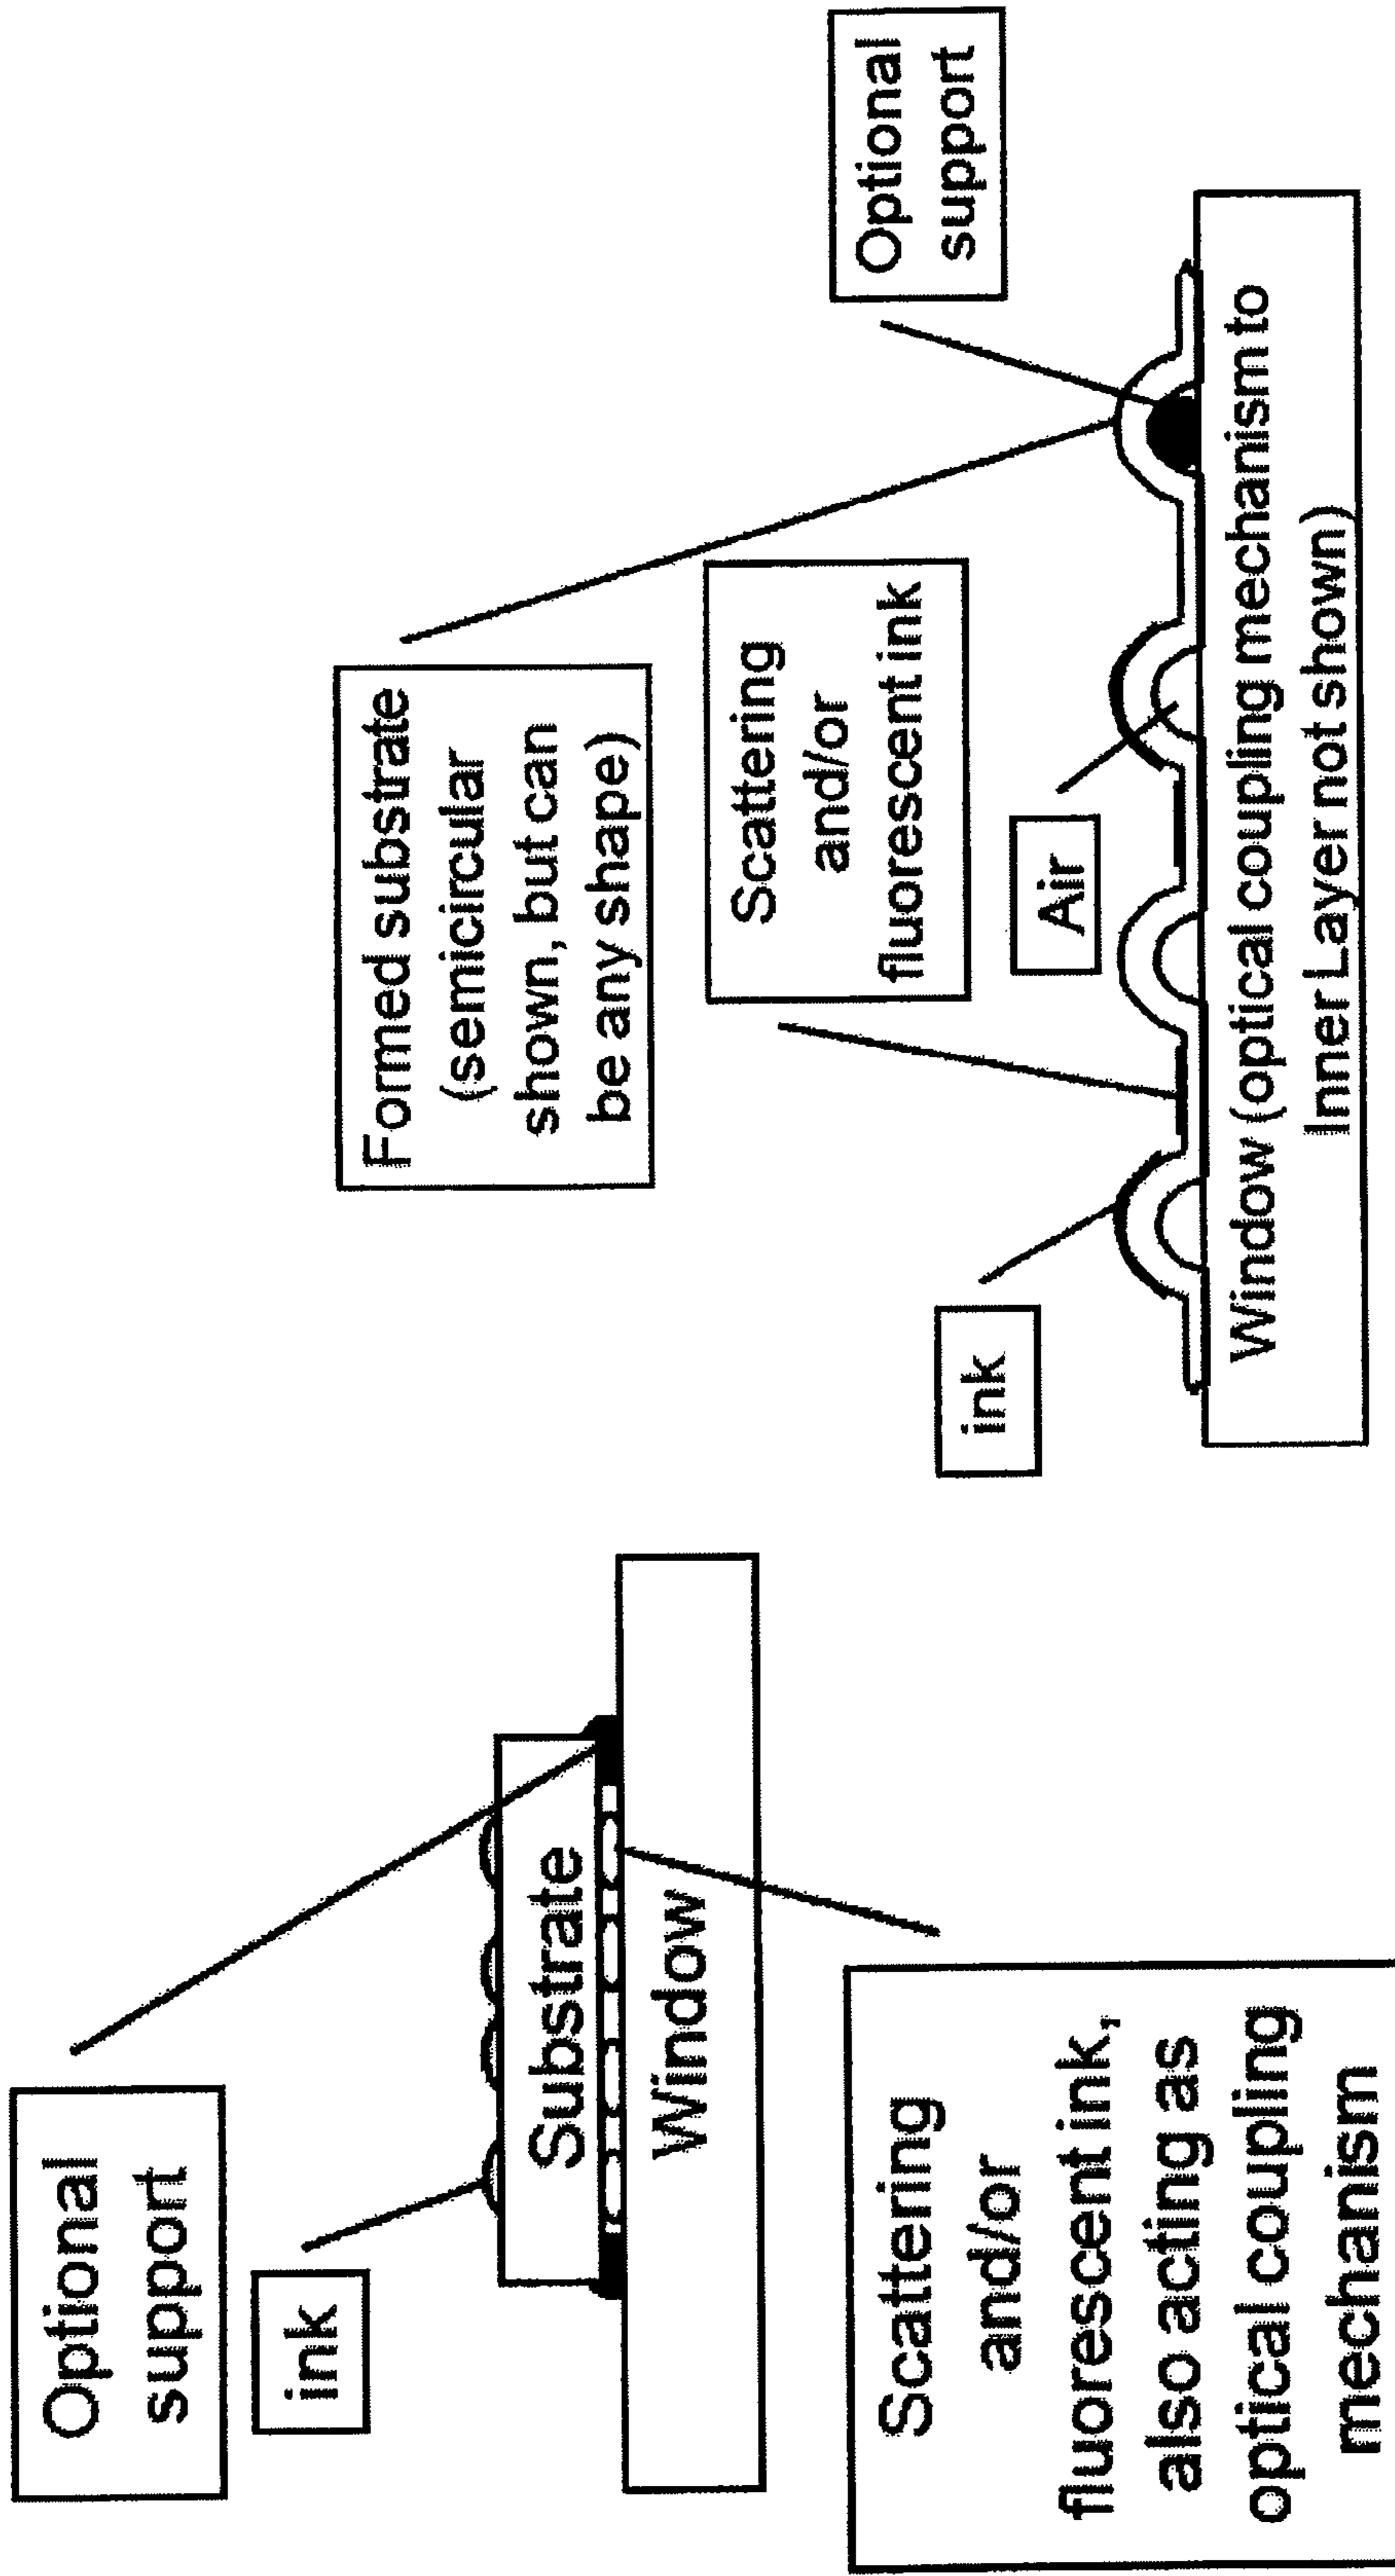 Optional
support
ink
Substrate
Window
Scattering
and/or
fluorescent ink,
also acting as
optical coupling
mechanism
Formed substrate
(semicircular
shown, but can
be any shape)
Scattering
and/or
fluorescent ink
Optional
support
Air
ink
Window (optical coupling mechanism to
Inner Layer not shown)